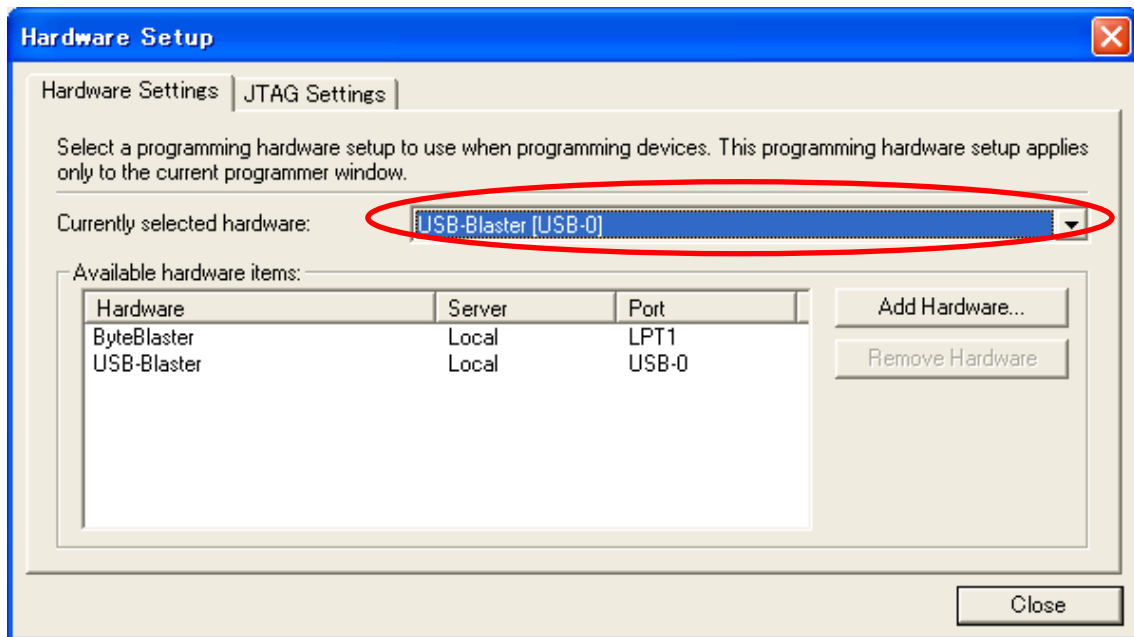 Hardware Setup
Hardware Settings JTAG Settings
Select a programming hardware setup to use when programming devices. This programming hardware setup applies
only to the current programmer window.
Currently selected hardware: USB-Blaster [USB-0]
Available hardware items:
Hardware Server Port
ByteBlaster Local LPT1
USB-Blaster Local USB-0
Add Hardware...
Remove Hardware
Close